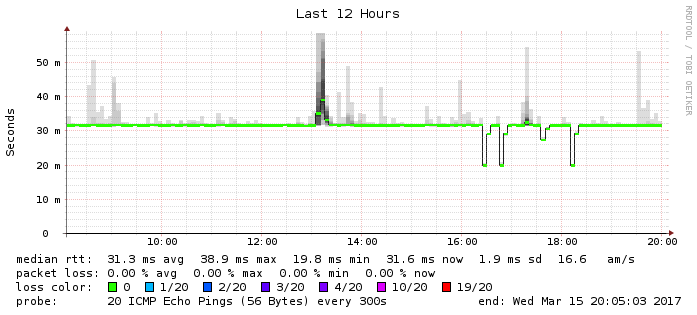 Last 12 Hours
RRDTOOL / TOBI OETIKER
Seconds
50 m
40 m
30 m
20 m
10 m
0
10:00 12:00 14:00 16:00 18:00 20:00
median rtt: 31.3 ms avg 38.9 ms max 19.8 ms min 31.6 ms now 1.9 ms sd 16.6 am/s
packet loss: 0.00 % avg 0.00 % max 0.00 % min 0.00 % now
loss color: 0 1/20 2/20 3/20 4/20 10/20 19/20
probe: 20 ICMP Echo Pings (56 Bytes) every 300s end: Wed Mar 15 20:05:03 2017